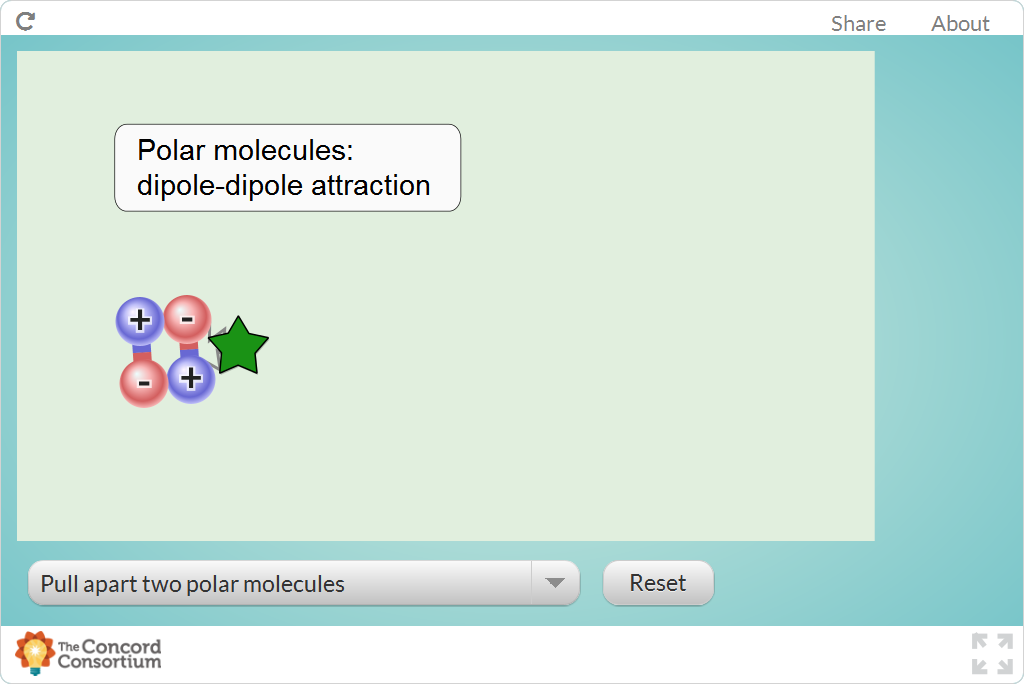 Share About
Polar molecules:
dipole-dipole attraction
+ -
- +
Pull apart two polar molecules
Reset
The Concord
Consortium